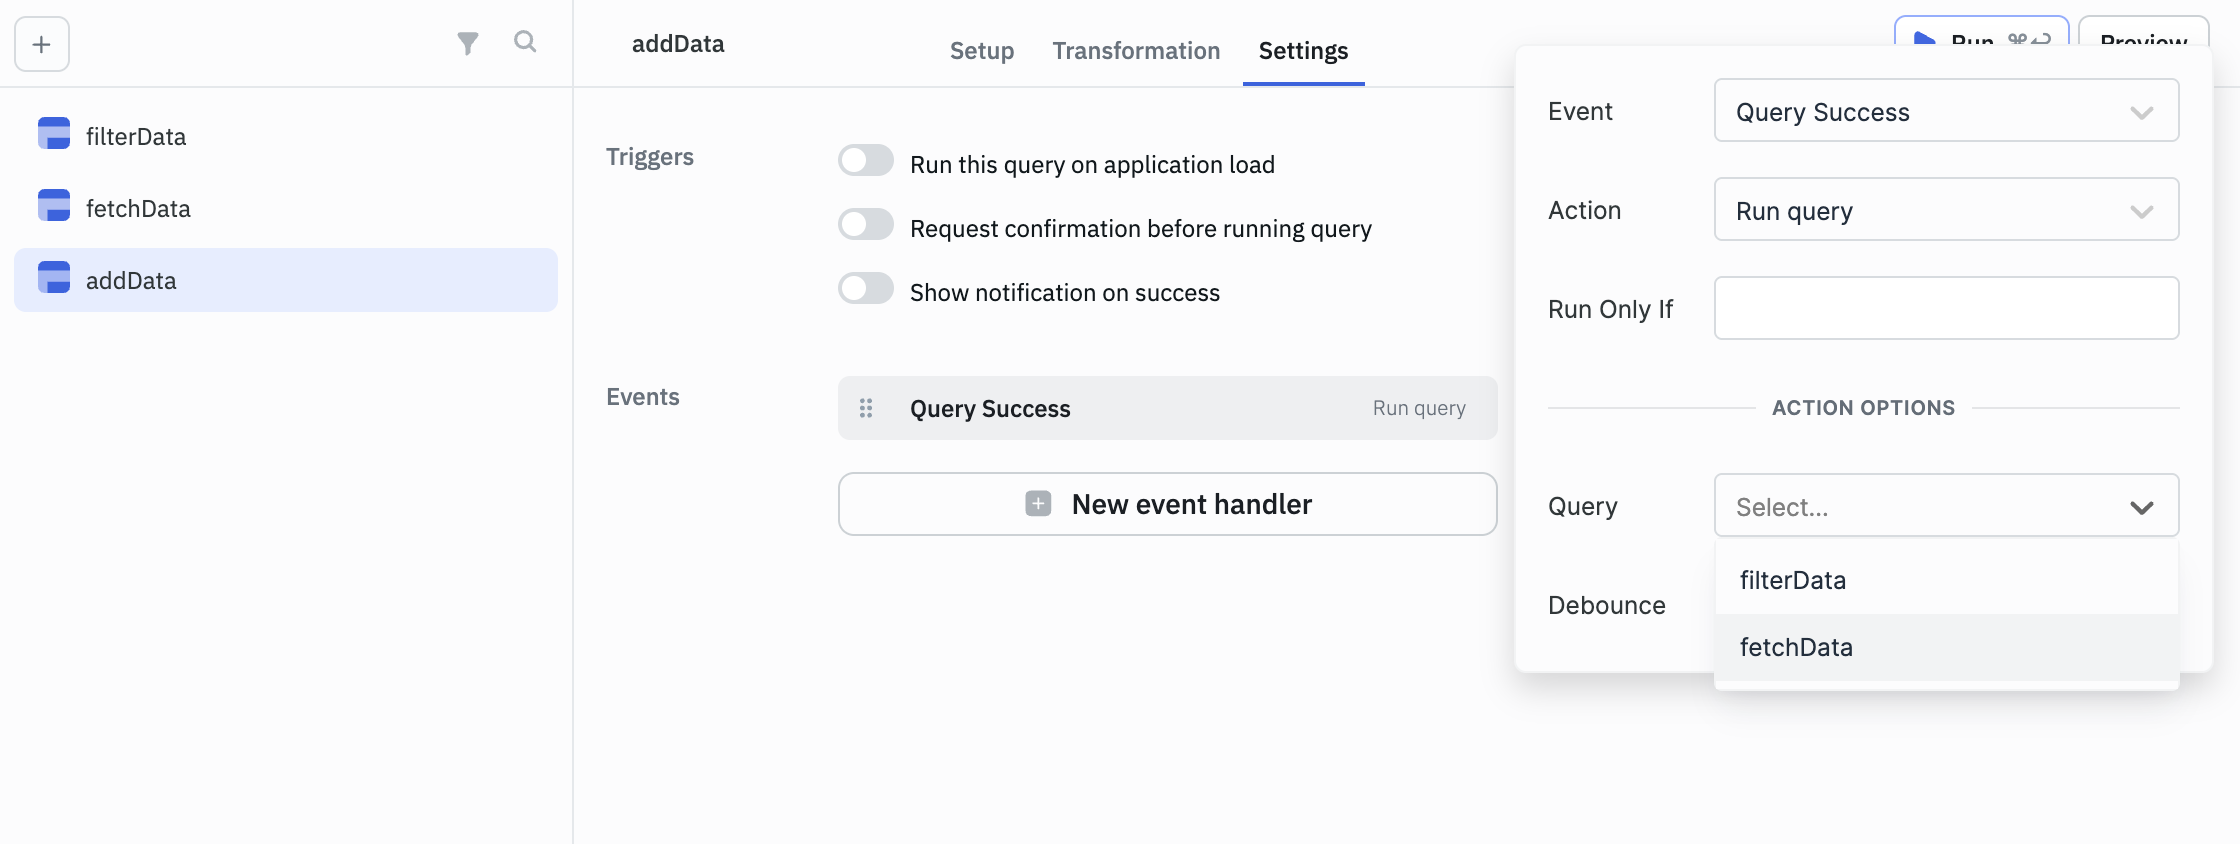 addData
Setup
Transformation
Settings
Run ⌘↩
Preview
filterData
fetchData
addData
Triggers
Run this query on application load
Request confirmation before running query
Show notification on success
Events
Query Success
Run query
New event handler
Event
Query Success
Action
Run query
Run Only If
ACTION OPTIONS
Query
Select...
filterData
fetchData
Debounce